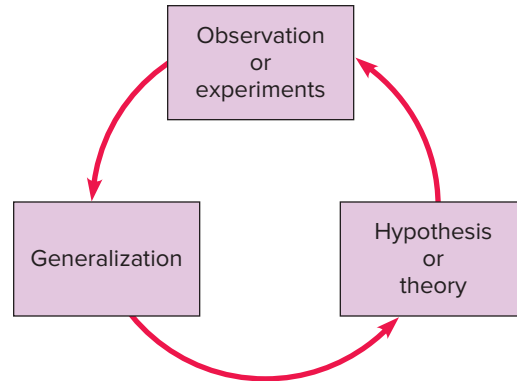 Observation
or
experiments
Generalization
Hypothesis
or
theory